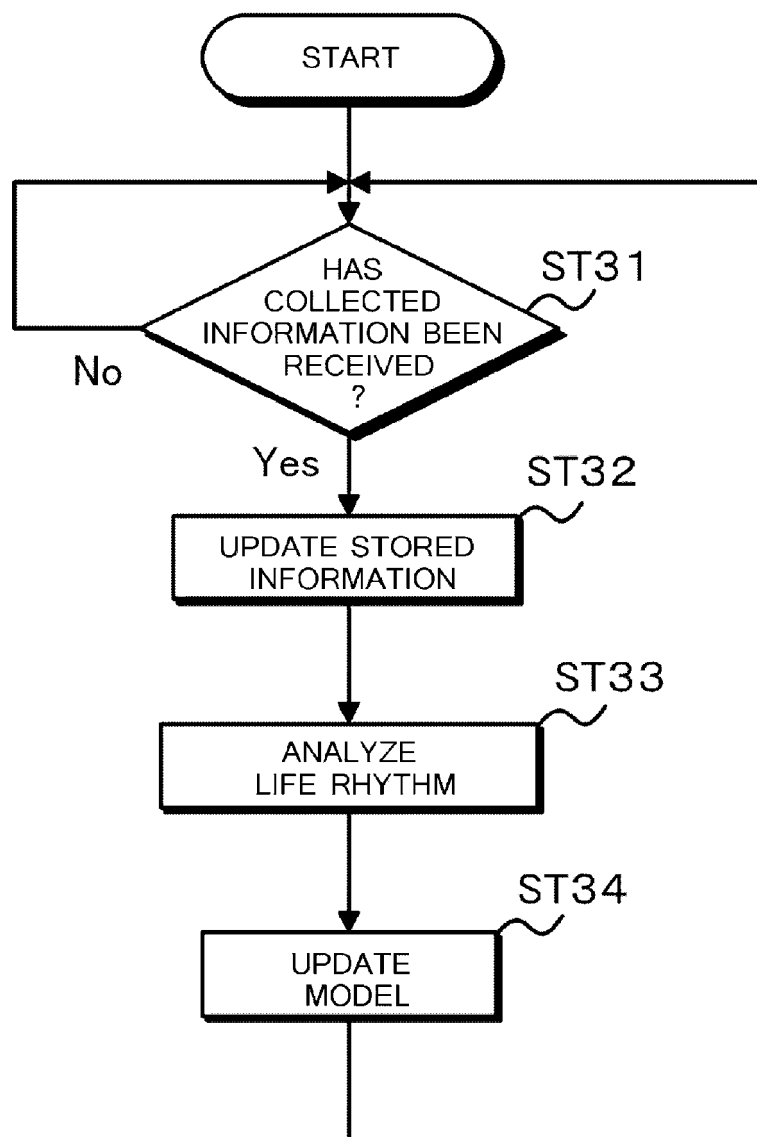 START
HAS
COLLECTED
INFORMATION BEEN
RECEIVED
?
ST31
No
Yes
ST32
UPDATE STORED
INFORMATION
ST33
ANALYZE
LIFE RHYTHM
ST34
UPDATE
MODEL